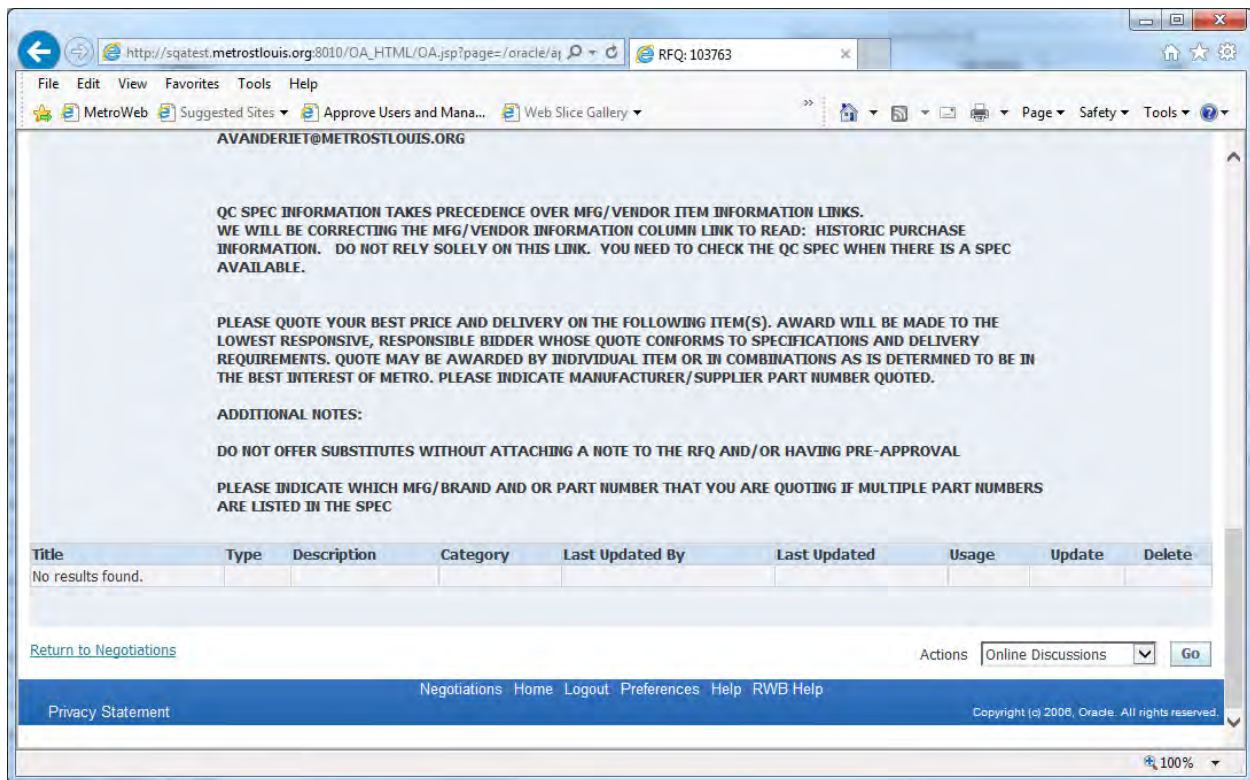 http://sqatest.metrostlouis.org:8010/OA_HTML/OA.jsp?page=/oracle/ap
RFQ: 103763
File Edit View Favorites Tools Help
MetroWeb Suggested Sites Approve Users and Mana... Web Slice Gallery » Page Safety Tools
AVANDERIET@METROSTLOUIS.ORG
QC SPEC INFORMATION TAKES PRECEDENCE OVER MFG/VENDOR ITEM INFORMATION LINKS.
WE WILL BE CORRECTING THE MFG/VENDOR INFORMATION COLUMN LINK TO READ: HISTORIC PURCHASE
INFORMATION. DO NOT RELY SOLELY ON THIS LINK. YOU NEED TO CHECK THE QC SPEC WHEN THERE IS A SPEC
AVAILABLE.
PLEASE QUOTE YOUR BEST PRICE AND DELIVERY ON THE FOLLOWING ITEM(S). AWARD WILL BE MADE TO THE
LOWEST RESPONSIVE, RESPONSIBLE BIDDER WHOSE QUOTE CONFORMS TO SPECIFICATIONS AND DELIVERY
REQUIREMENTS. QUOTE MAY BE AWARDED BY INDIVIDUAL ITEM OR IN COMBINATIONS AS IS DETERMNED TO BE IN
THE BEST INTEREST OF METRO. PLEASE INDICATE MANUFACTURER/SUPPLIER PART NUMBER QUOTED.
ADDITIONAL NOTES:
DO NOT OFFER SUBSTITUTES WITHOUT ATTACHING A NOTE TO THE RFQ AND/OR HAVING PRE-APPROVAL
PLEASE INDICATE WHICH MFG/BRAND AND OR PART NUMBER THAT YOU ARE QUOTING IF MULTIPLE PART NUMBERS
ARE LISTED IN THE SPEC
Title Type Description Category Last Updated By Last Updated Usage Update Delete
No results found.
Return to Negotiations Actions Online Discussions Go
Negotiations Home Logout Preferences Help RWB Help
Privacy Statement Copyright (c) 2006, Oracle. All rights reserved.
100%